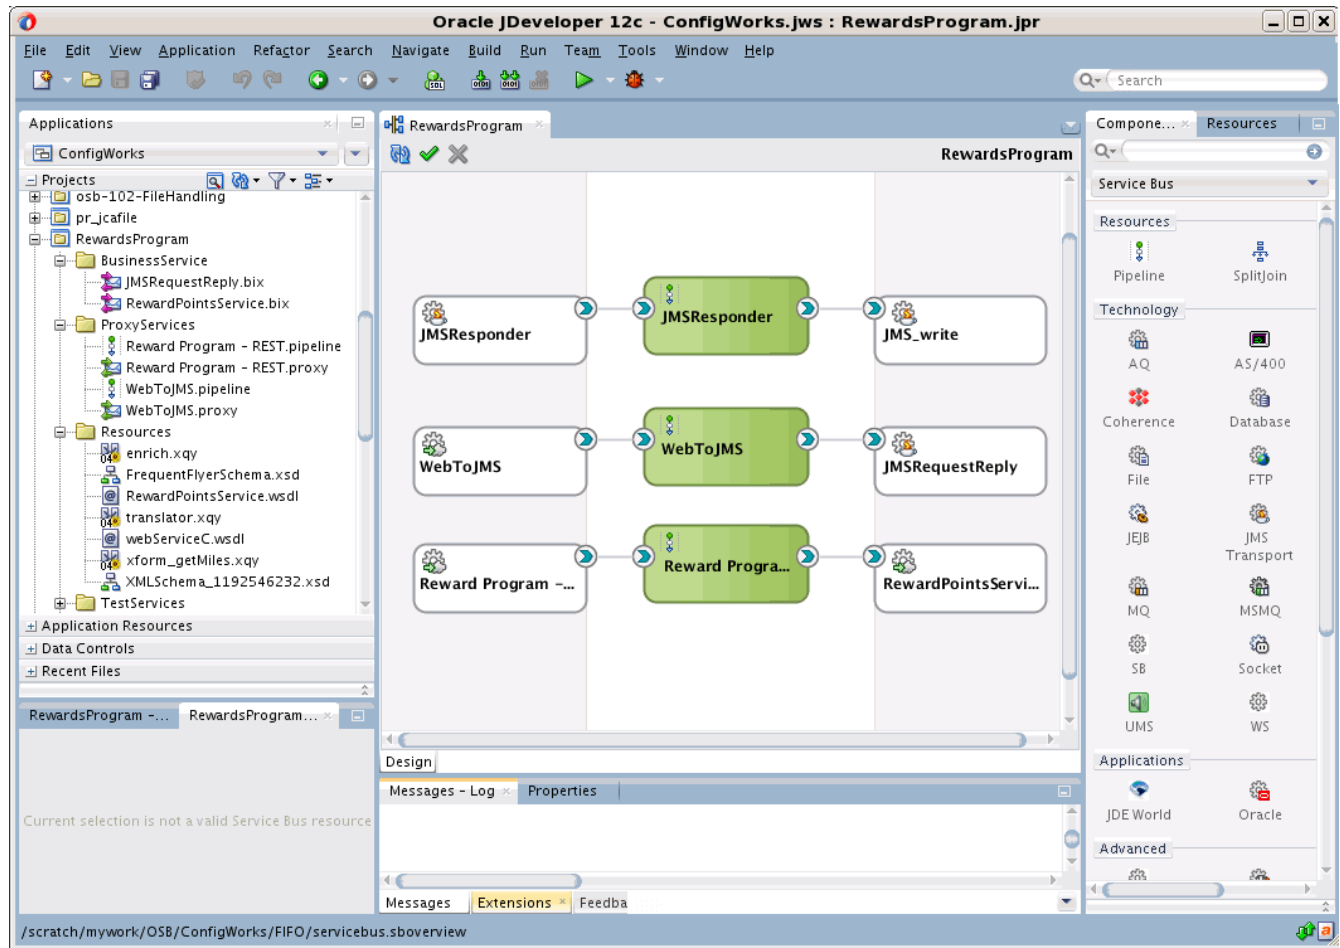 Oracle JDeveloper 12c - ConfigWorks.jws : RewardsProgram.jpr
File Edit View Application Refactor Search Navigate Build Run Team Tools Window Help
Search
Applications
ConfigWorks
Projects
osb-102-FileHandling
pr_jcafile
RewardsProgram
BusinessService
JMSRequestReply.bix
RewardPointsService.bix
ProxyServices
Reward Program - REST.pipeline
Reward Program - REST.proxy
WebToJMS.pipeline
WebToJMS.proxy
Resources
enrich.xqy
FrequentFlyerSchema.xsd
RewardPointsService.wsdl
translator.xqy
webServiceC.wsdl
xform_getMiles.xqy
XMLSchema_1192546232.xsd
TestServices
Application Resources
Data Controls
Recent Files
RewardsProgram -... RewardsProgram...
Current selection is not a valid Service Bus resource
RewardsProgram
RewardsProgram
JMSResponder JMSResponder JMS_write
WebToJMS WebToJMS JMSRequestReply
Reward Program -... Reward Progra... RewardPointsServi...
Design
Messages - Log Properties
Messages Extensions Feedba
Compone... Resources
Service Bus
Resources
Pipeline SplitJoin
Technology
AQ AS/400
Coherence Database
File FTP
JEJB JMS
Transport
MQ MSMQ
SB Socket
UMS WS
Applications
JDE World Oracle
Advanced
/scratch/mywork/OSB/ConfigWorks/FIFO/servicebus.sboverview